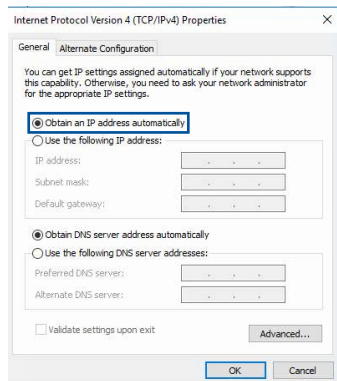 Internet Protocol Version 4 (TCP/IPv4) Properties
General
Alternate Configuration
You can get IP settings assigned automatically if your network supports
this capability. Otherwise, you need to ask your network administrator
for the appropriate IP settings.
Obtain an IP address automatically
Use the following IP address:
IP address:
Subnet mask:
Default gateway:
Obtain DNS server address automatically
Use the following DNS server addresses:
Preferred DNS server:
Alternate DNS server:
Validate settings upon exit
Advanced...
OK
Cancel